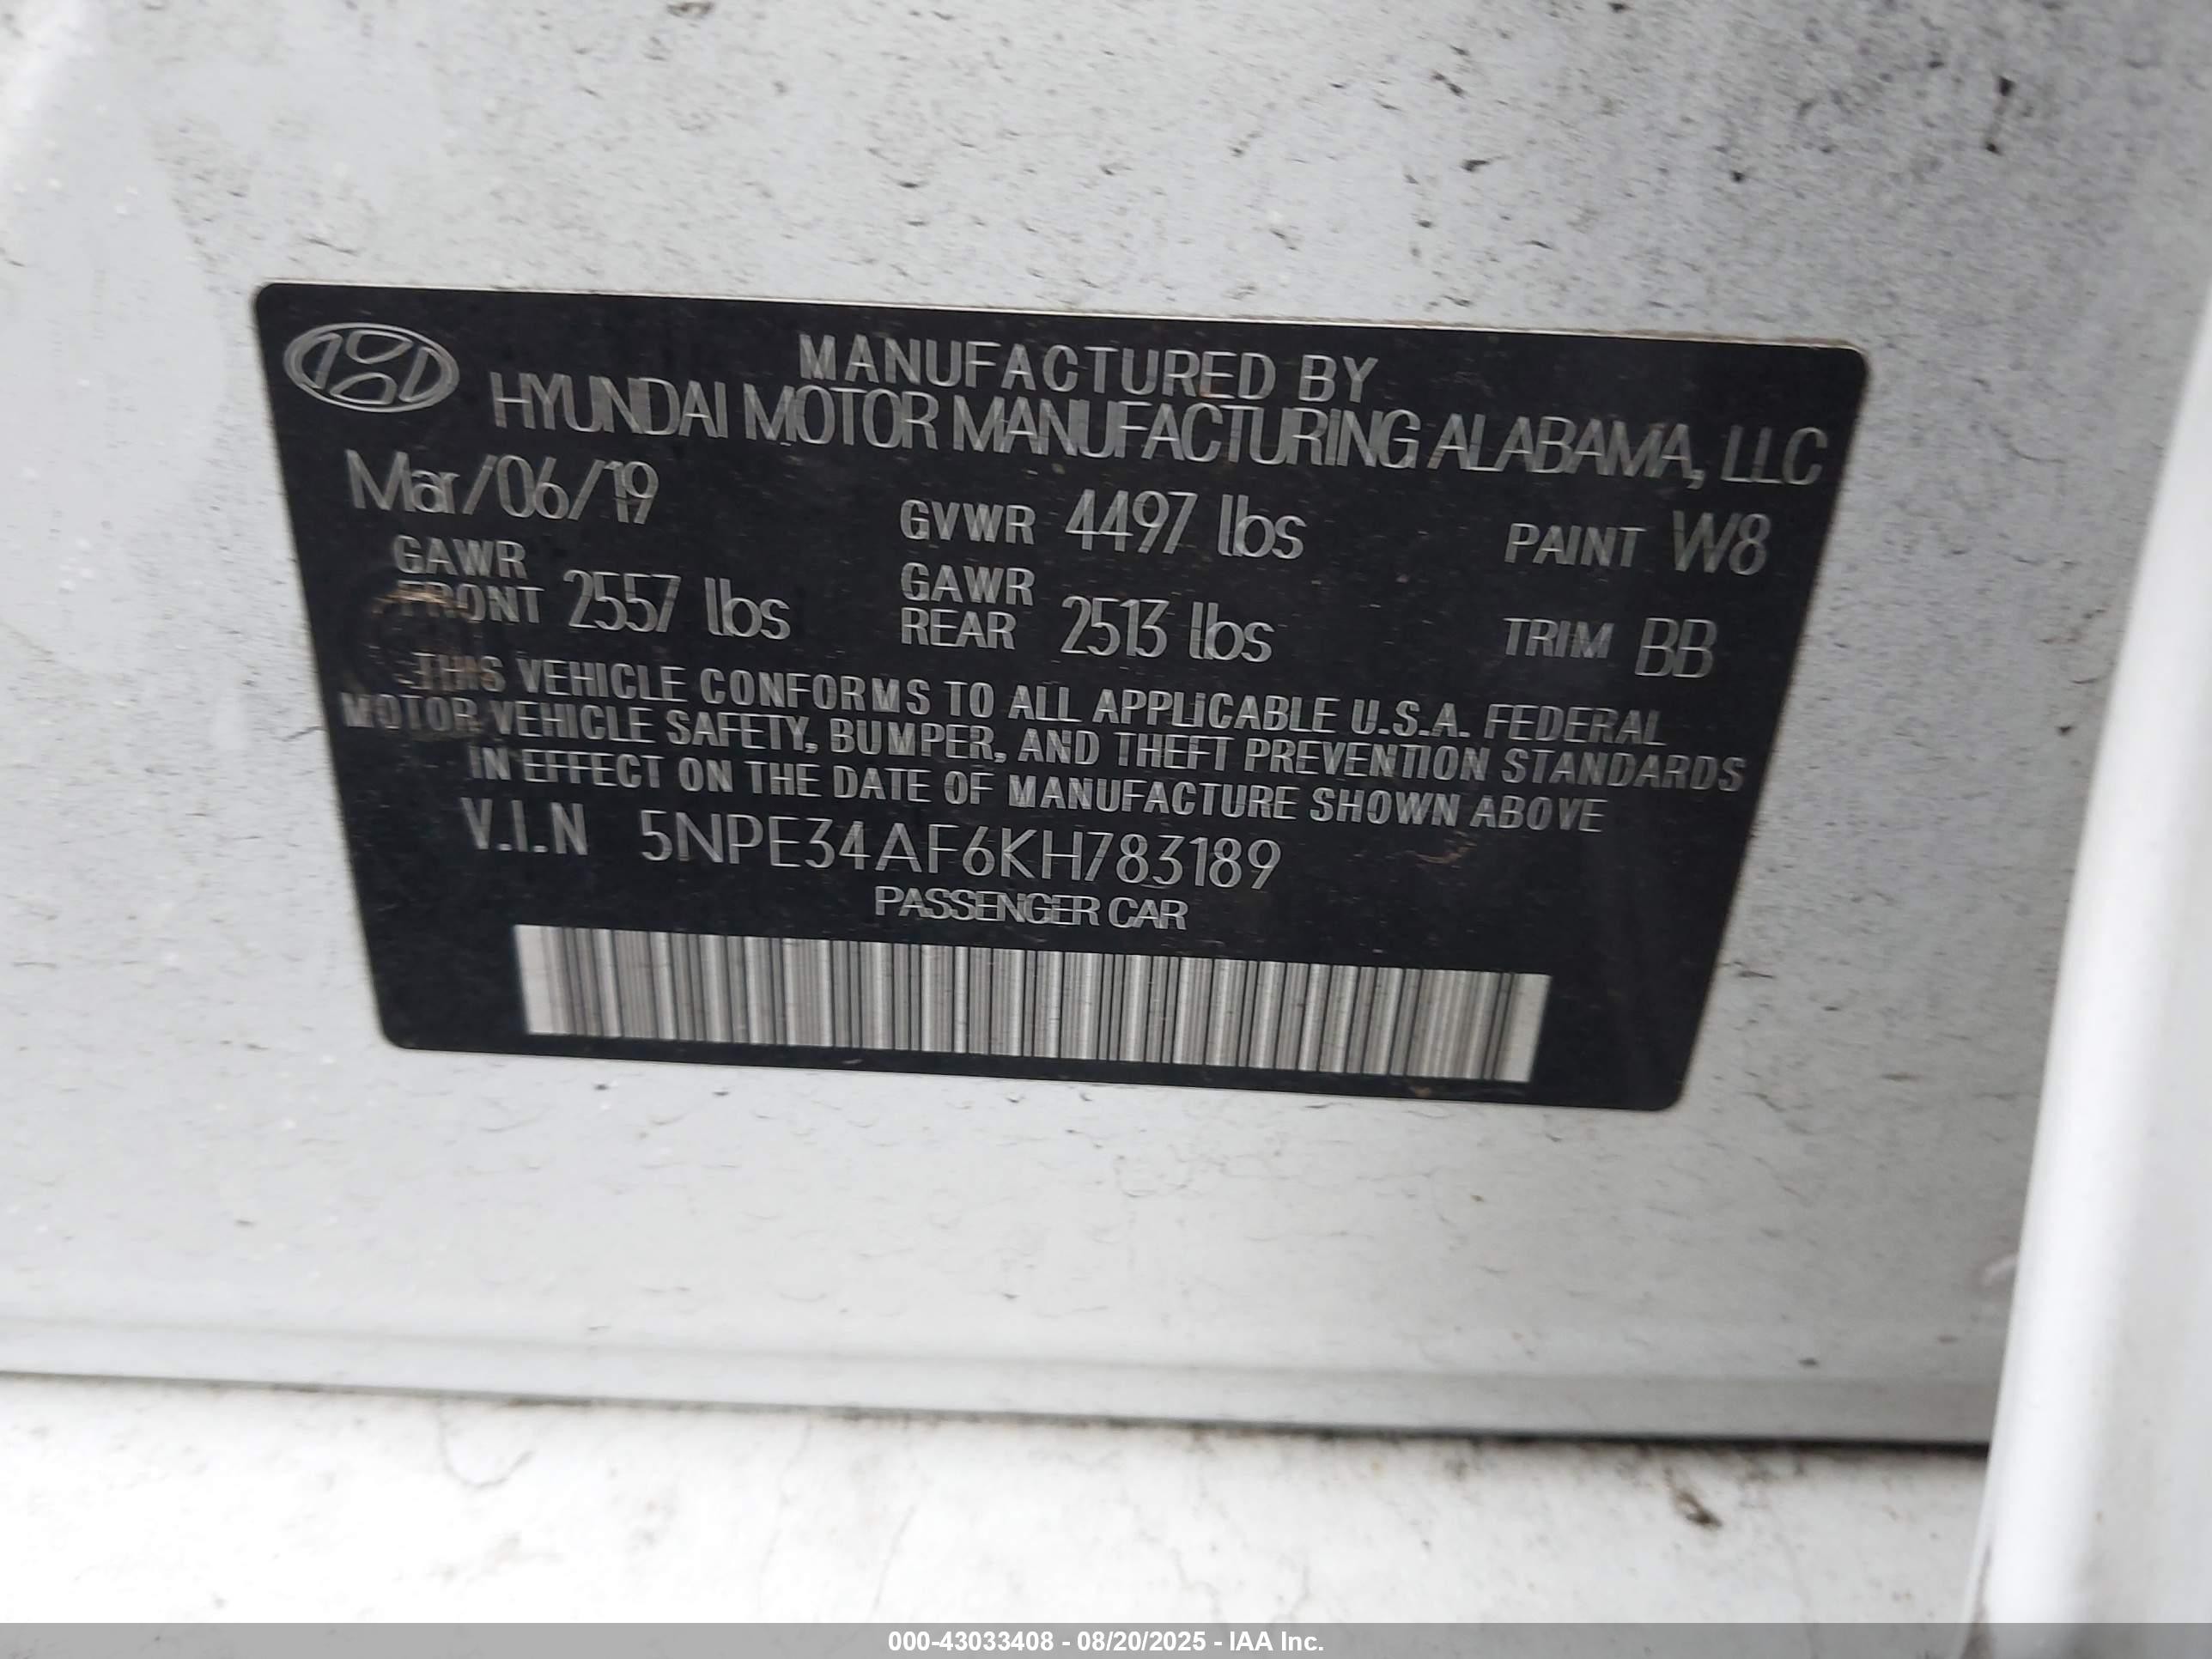 MANUFACTURED BY
HYUNDAI MOTOR MANUFACTURING ALABAMA, LLC
Mar/06/19 GVWR 4497 lbs PAINT W8
GAWR FRONT 2557 lbs GAWR REAR 2513 lbs TRIM BB
THIS VEHICLE CONFORMS TO ALL APPLICABLE U.S.A. FEDERAL
MOTOR VEHICLE SAFETY, BUMPER, AND THEFT PREVENTION STANDARDS
IN EFFECT ON THE DATE OF MANUFACTURE SHOWN ABOVE
V.I.N 5NPE34AF6KH783189
PASSENGER CAR
000-43033408 - 08/20/2025 - IAA Inc.